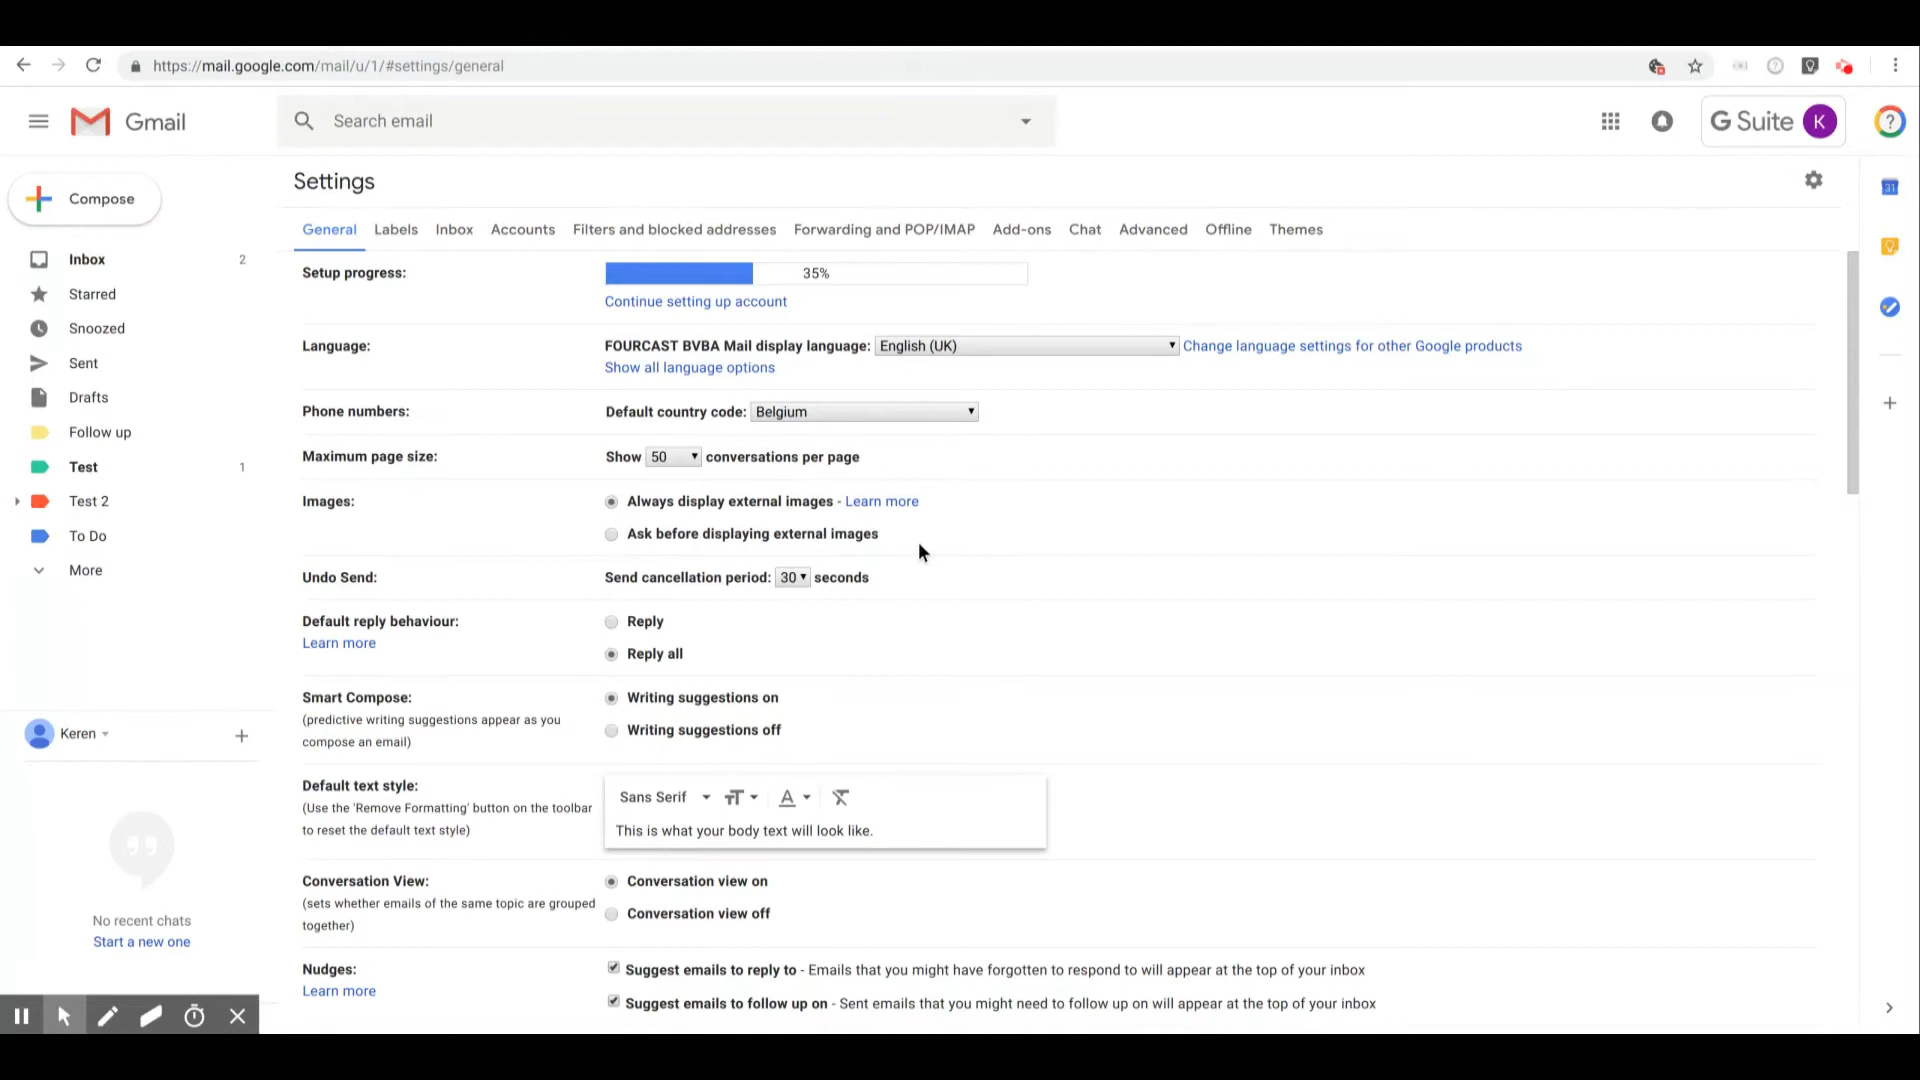 https://mail.google.com/mail/u/1/#settings/general
Gmail
Search email
G Suite K
Compose
Inbox 2
Starred
Snoozed
Sent
Drafts
Follow up
Test 1
Test 2
To Do
More
Keren
No recent chats
Start a new one
Settings
General Labels Inbox Accounts Filters and blocked addresses Forwarding and POP/IMAP Add-ons Chat Advanced Offline Themes
Setup progress: 35%
Continue setting up account
Language: FOURCAST BVBA Mail display language: English (UK) Change language settings for other Google products
Show all language options
Phone numbers: Default country code: Belgium
Maximum page size: Show 50 conversations per page
Images: Always display external images - Learn more
Ask before displaying external images
Undo Send: Send cancellation period: 30 seconds
Default reply behaviour: Reply
Learn more
Reply all
Smart Compose: Writing suggestions on
(predictive writing suggestions appear as you
compose an email)
Writing suggestions off
Default text style:
(Use the 'Remove Formatting' button on the toolbar
to reset the default text style)
Sans Serif
This is what your body text will look like.
Conversation View: Conversation view on
(sets whether emails of the same topic are grouped
together)
Conversation view off
Nudges: Suggest emails to reply to - Emails that you might have forgotten to respond to will appear at the top of your inbox
Learn more
Suggest emails to follow up on - Sent emails that you might need to follow up on will appear at the top of your inbox
31